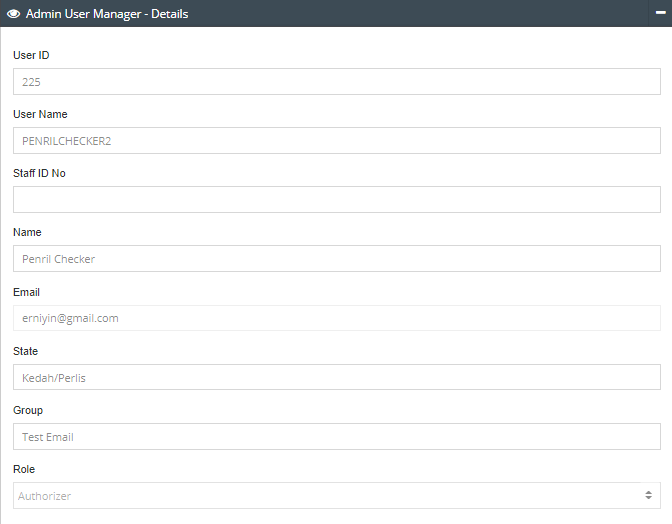 Admin User Manager - Details
User ID
225
User Name
PENRILCHECKER2
Staff ID No
Name
Penril Checker
Email
erniyin@gmail.com
State
Kedah/Perlis
Group
Test Email
Role
Authorizer